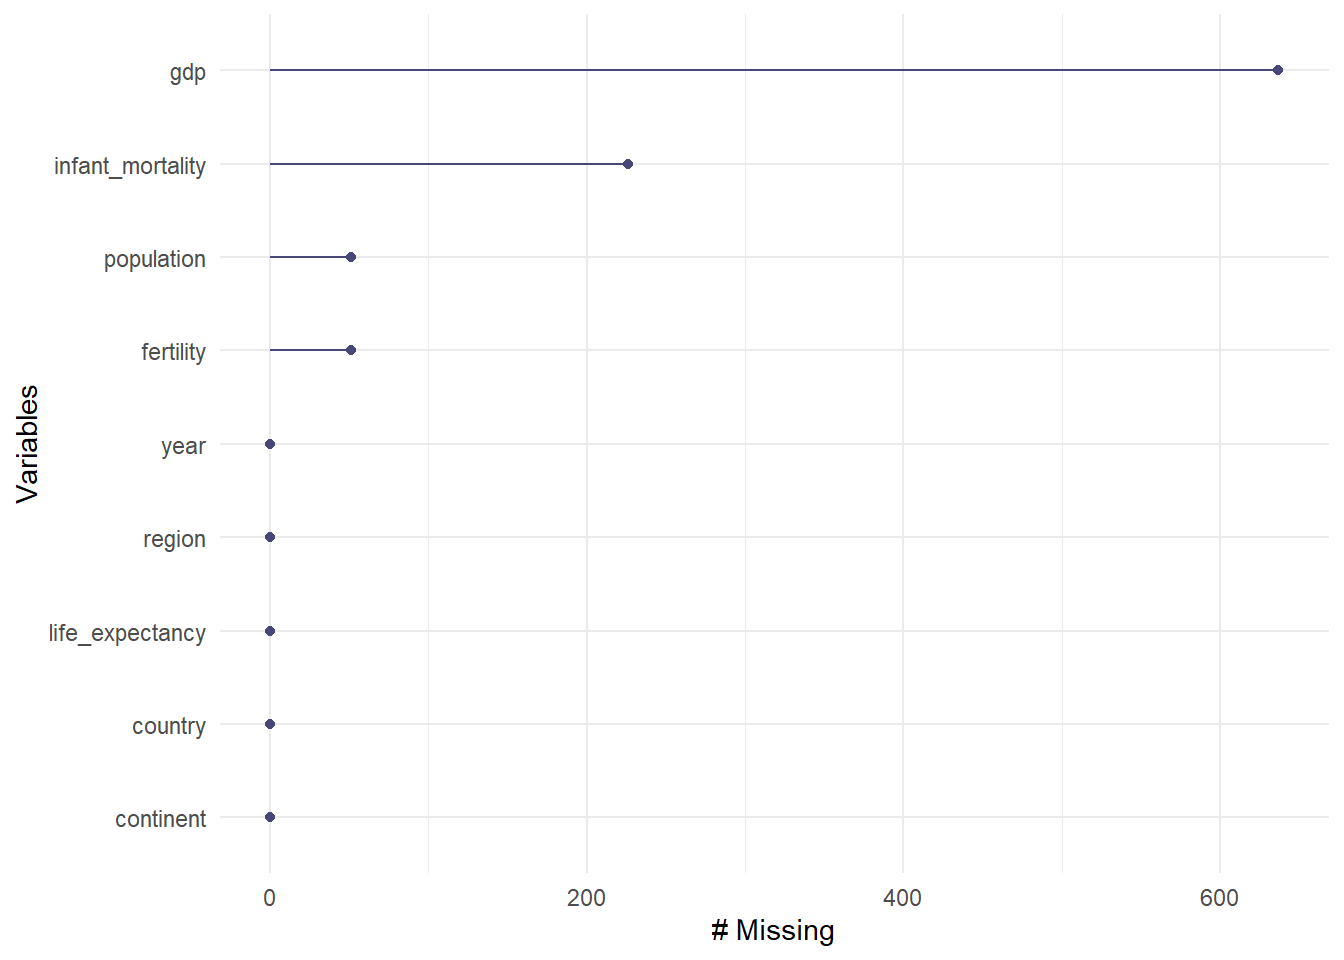 gdp
infant_mortality
population
fertility
year
region
life_expectancy
country
continent
Variables
0 200 400 600
# Missing